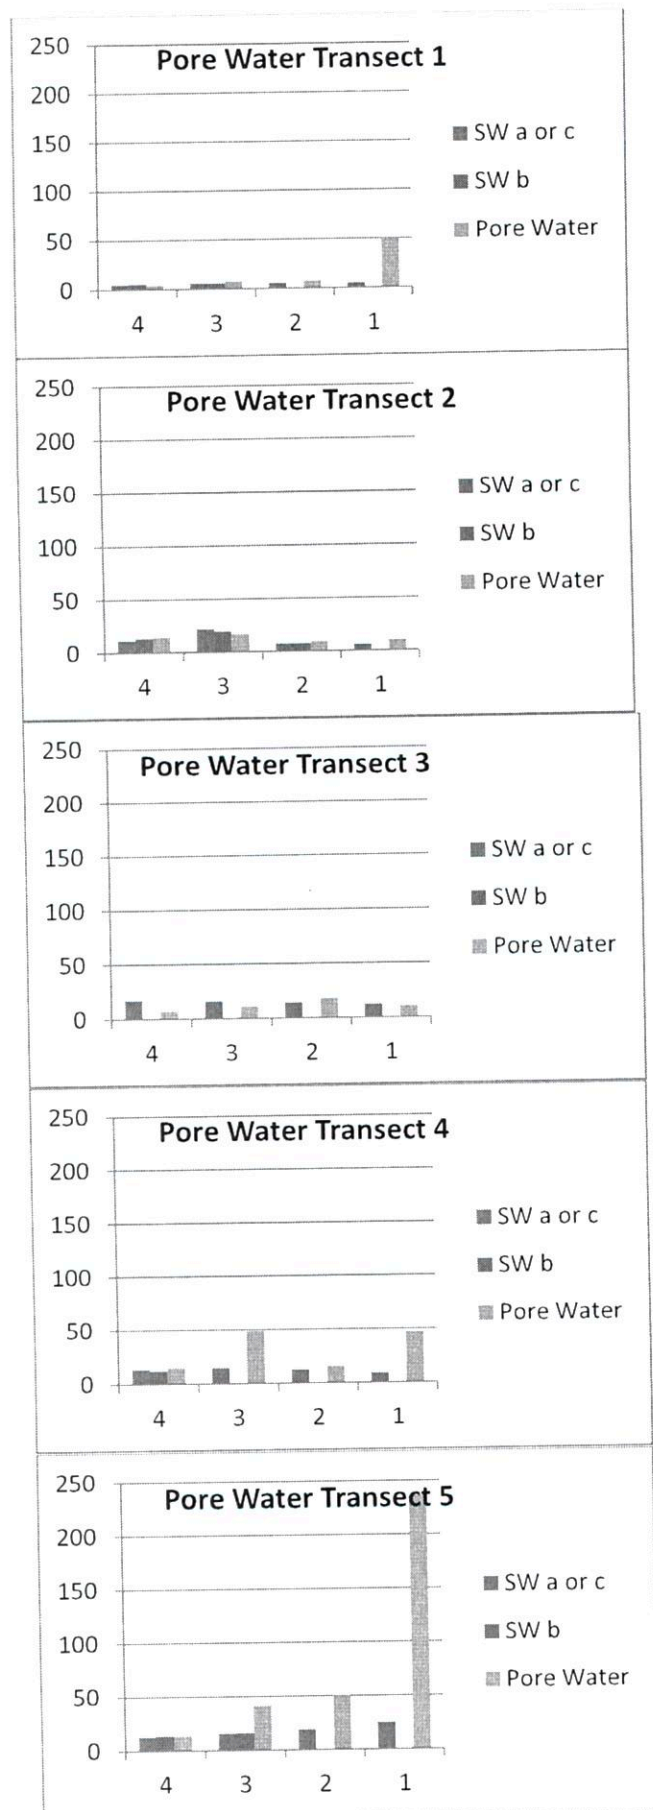 Pore Water Transect 1
250
200
150
100
50
0
4 3 2 1
SW a or c
SW b
Pore Water
Pore Water Transect 2
250
200
150
100
50
0
4 3 2 1
SW a or c
SW b
Pore Water
Pore Water Transect 3
250
200
150
100
50
0
4 3 2 1
SW a or c
SW b
Pore Water
Pore Water Transect 4
250
200
150
100
50
0
4 3 2 1
SW a or c
SW b
Pore Water
Pore Water Transect 5
250
200
150
100
50
0
4 3 2 1
SW a or c
SW b
Pore Water